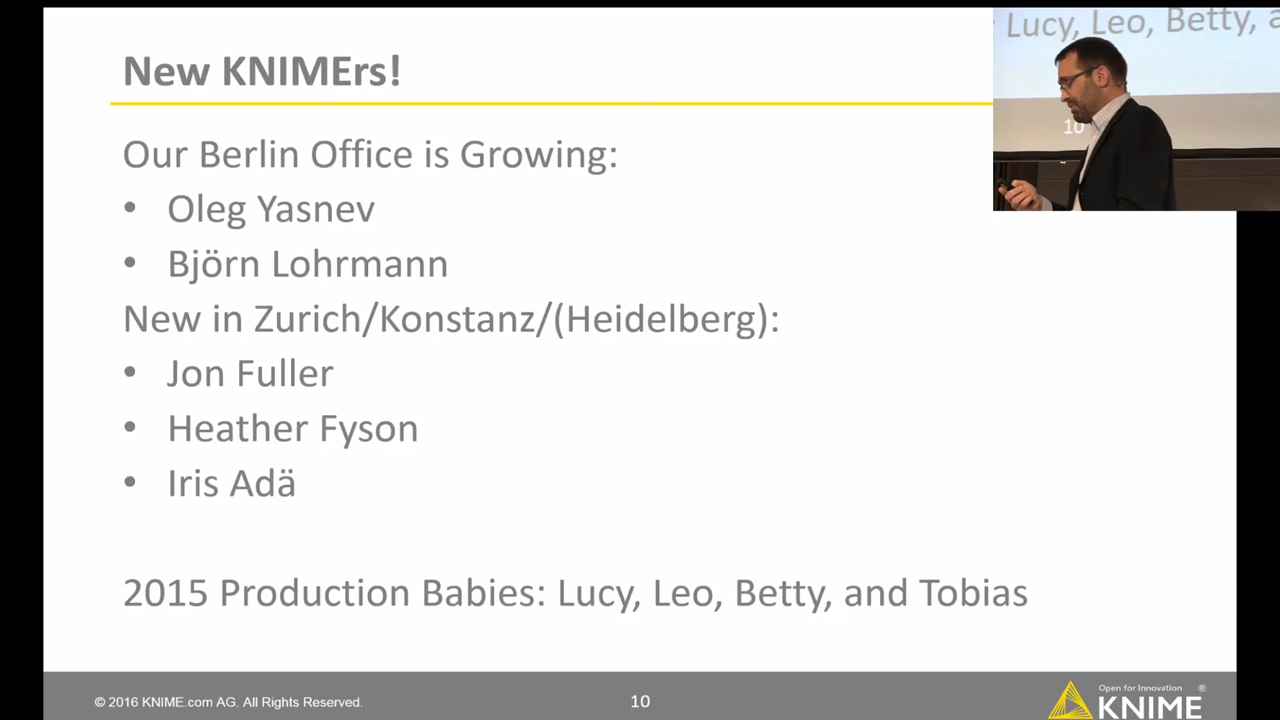 New KNIMErs!
Lucy, Leo, Betty, a
Our Berlin Office is Growing:
• Oleg Yasnev
• Björn Lohrmann
10
New in Zurich/Konstanz/(Heidelberg):
• Jon Fuller
• Heather Fyson
• Iris Adä
2015 Production Babies: Lucy, Leo, Betty, and Tobias
© 2016 KNIME.com AG. All Rights Reserved.
10
Open for Innovation ®
KNIME